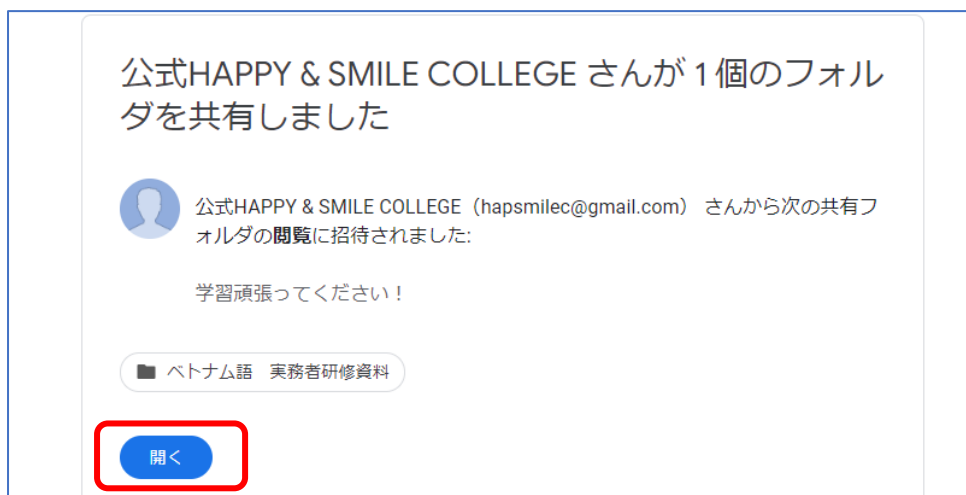 公式HAPPY & SMILE COLLEGE さんが 1 個のフォル
ダを共有しました
公式HAPPY & SMILE COLLEGE（hapsmilec@gmail.com） さんから次の共有フ
ォルダの閲覧に招待されました:
学習頑張ってください！
ベトナム語　実務者研修資料
開く